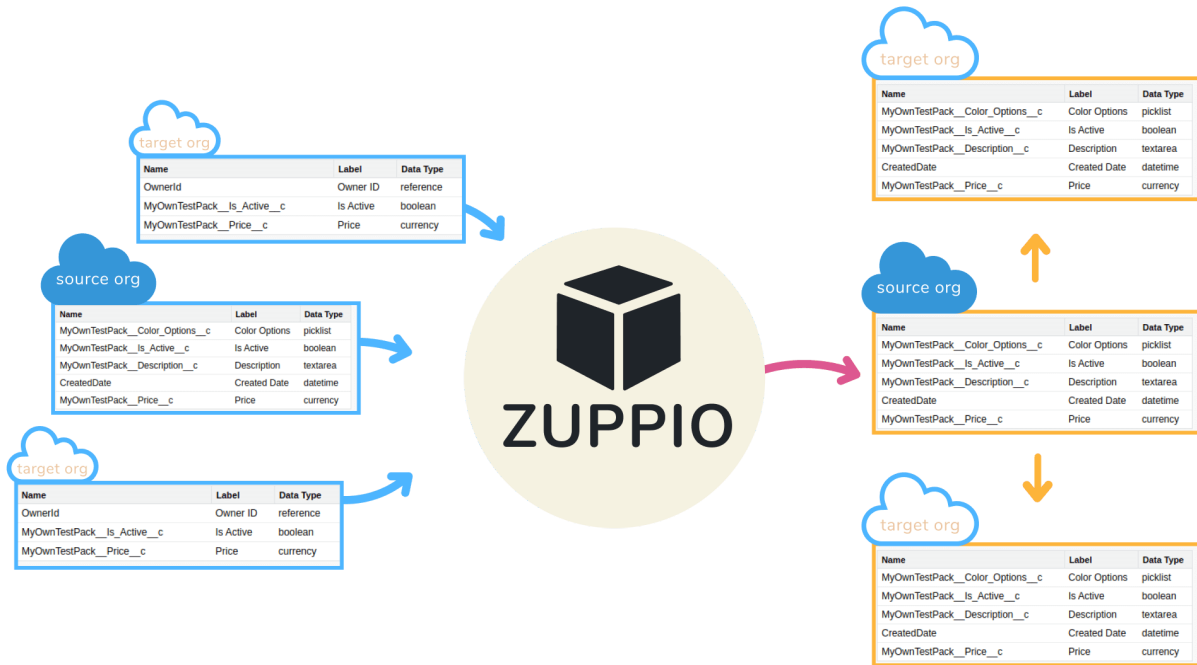 target org
Name Label Data Type
OwnerId Owner ID reference
MyOwnTestPack__Is_Active__c Is Active boolean
MyOwnTestPack__Price__c Price currency
source org
Name Label Data Type
MyOwnTestPack__Color_Options__c Color Options picklist
MyOwnTestPack__Is_Active__c Is Active boolean
MyOwnTestPack__Description__c Description textarea
CreatedDate Created Date datetime
MyOwnTestPack__Price__c Price currency
target org
Name Label Data Type
OwnerId Owner ID reference
MyOwnTestPack__Is_Active__c Is Active boolean
MyOwnTestPack__Price__c Price currency
ZUPPIO
target org
Name Label Data Type
MyOwnTestPack__Color_Options__c Color Options picklist
MyOwnTestPack__Is_Active__c Is Active boolean
MyOwnTestPack__Description__c Description textarea
CreatedDate Created Date datetime
MyOwnTestPack__Price__c Price currency
source org
Name Label Data Type
MyOwnTestPack__Color_Options__c Color Options picklist
MyOwnTestPack__Is_Active__c Is Active boolean
MyOwnTestPack__Description__c Description textarea
CreatedDate Created Date datetime
MyOwnTestPack__Price__c Price currency
target org
Name Label Data Type
MyOwnTestPack__Color_Options__c Color Options picklist
MyOwnTestPack__Is_Active__c Is Active boolean
MyOwnTestPack__Description__c Description textarea
CreatedDate Created Date datetime
MyOwnTestPack__Price__c Price currency